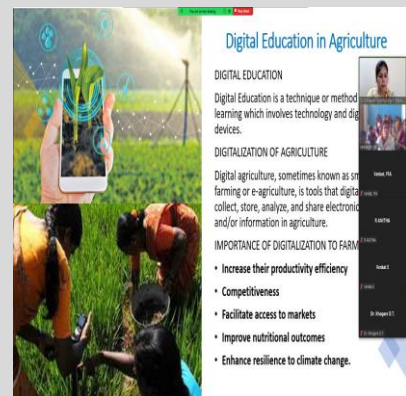 Digital Education in Agriculture
DIGITAL EDUCATION
Digital Education is a technique or method
learning which involves technology and dig
devices.
DIGITALIZATION OF AGRICULTURE
Digital agriculture, sometimes known as sm
farming or e-agriculture, is tools that digita
collect, store, analyze, and share electronic
and/or information in agriculture.
IMPORTANCE OF DIGITALIZATION TO FARM
• Increase their productivity efficiency
• Competitiveness
• Facilitate access to markets
• Improve nutritional outcomes
• Enhance resilience to climate change.